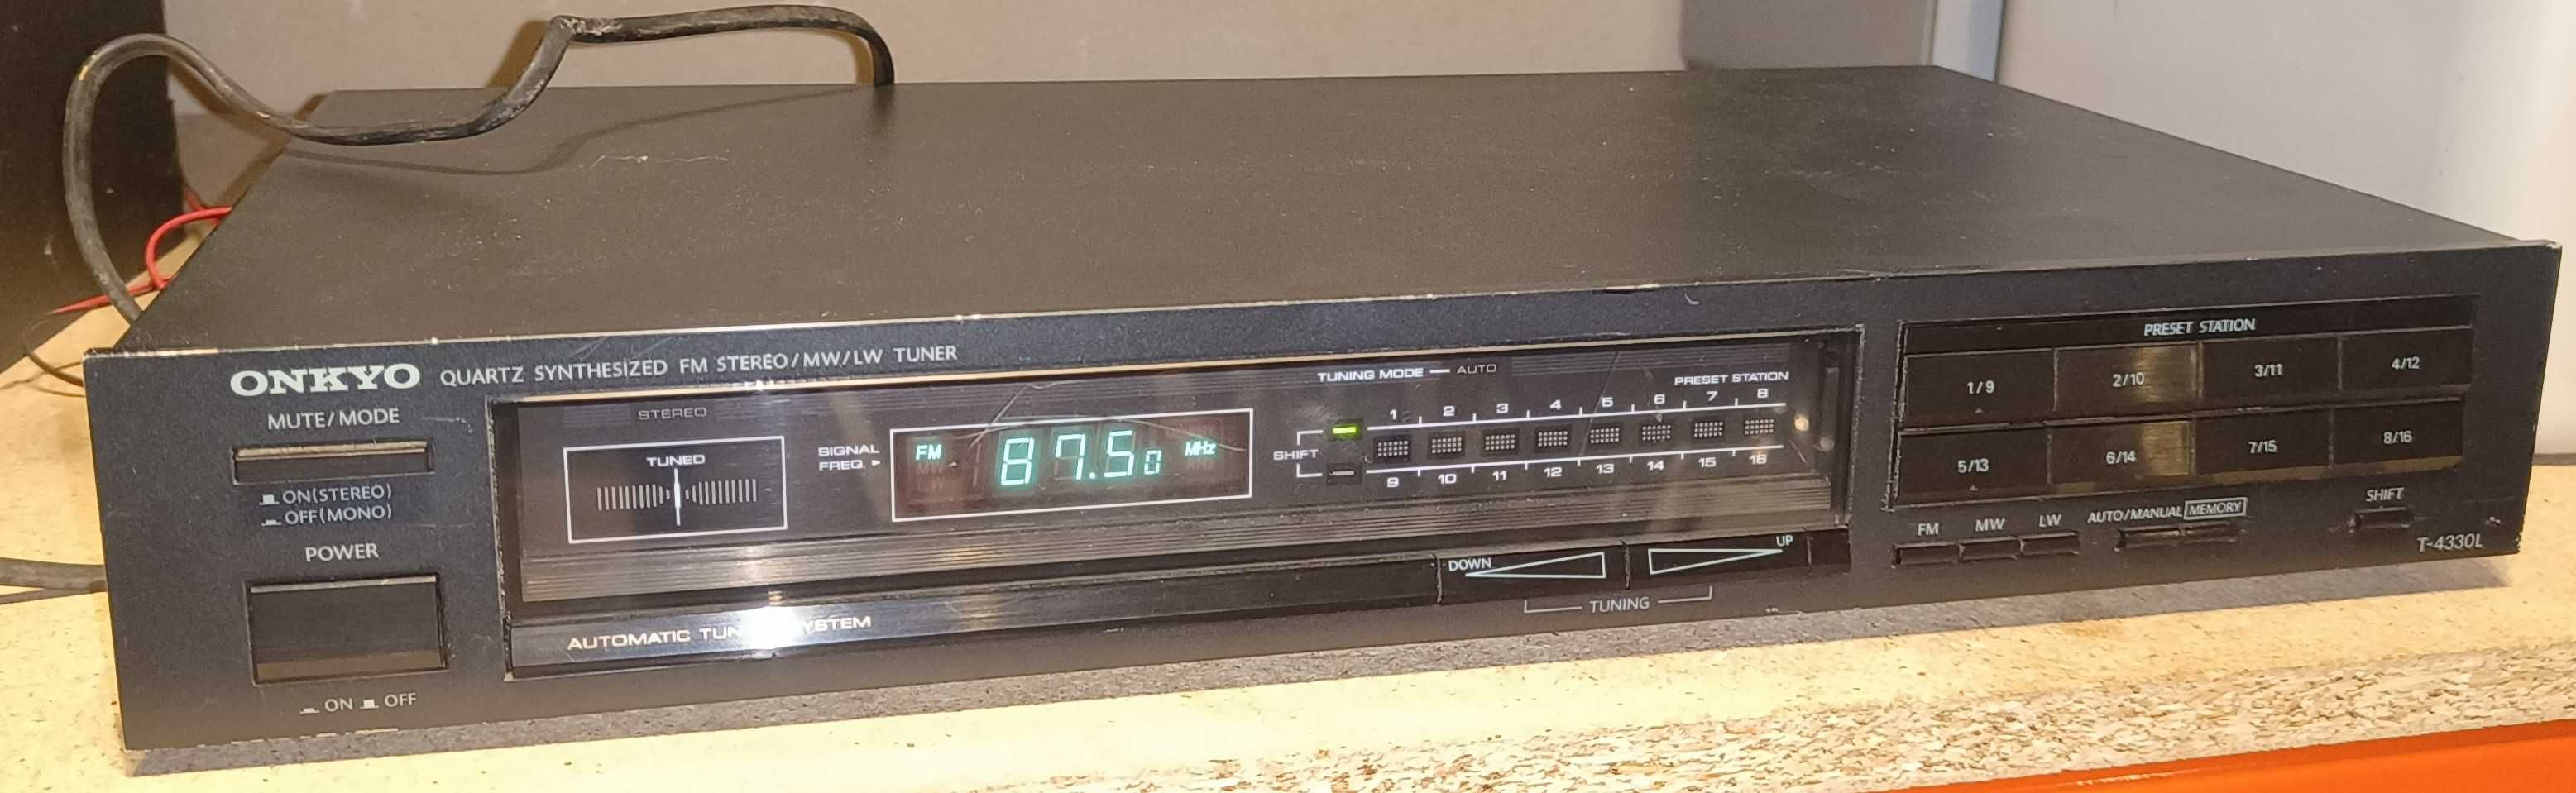 ONKYO QUARTZ SYNTHESIZED FM STEREO/MW/LW TUNER
MUTE/MODE
ON(STEREO)
OFF(MONO)
POWER
ON OFF
STEREO
TUNED
SIGNAL
FREQ.
FM 87.50 MHz
TUNING MODE — AUTO
PRESET STATION
1 2 3 4 5 6 7 8
SHIFT
9 10 11 12 13 14 15 16
AUTOMATIC
DOWN UP
TUNING
PRESET STATION
1/9 2/10 3/11 4/12
5/13 6/14 7/15 8/16
FM MW LW AUTO/MANUAL MEMORY SHIFT
T-4330L